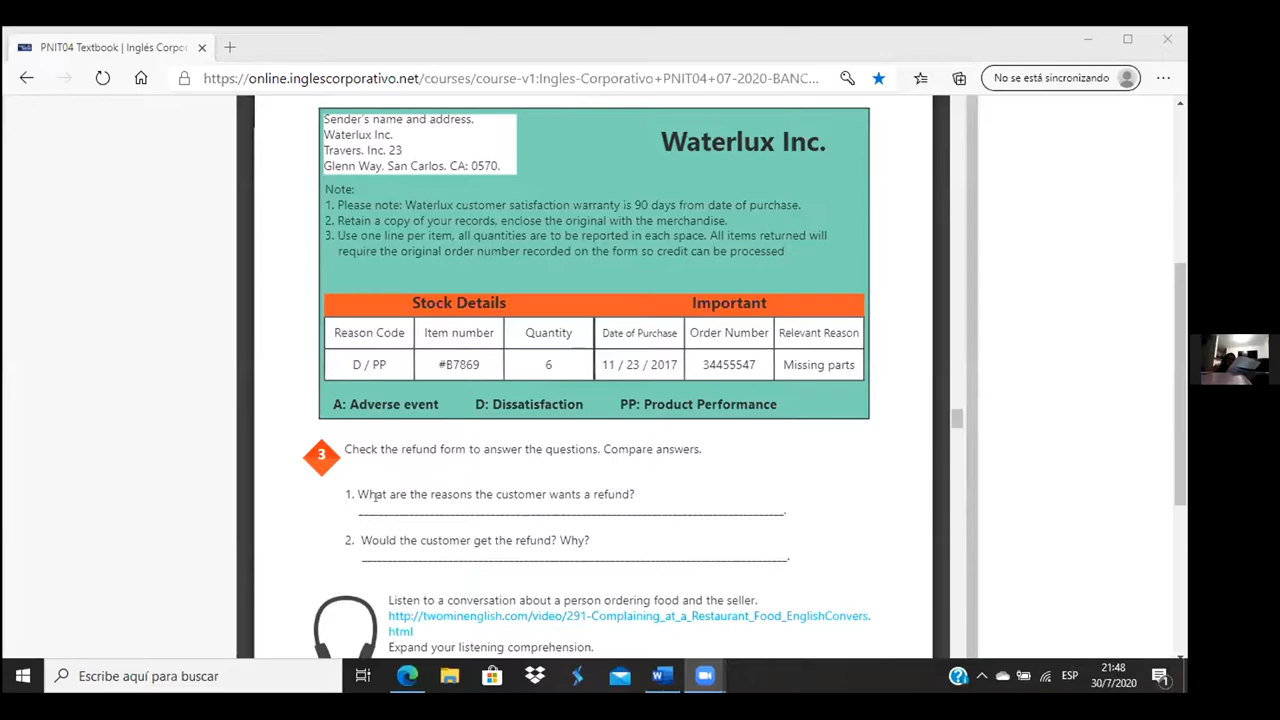 PNIT04 Textbook | Inglés Corpo
https://online.inglescorporativo.net/courses/course-v1:Ingles-Corporativo+PNIT04+07-2020-BANC...
No se está sincronizando
Sender's name and address.
Waterlux Inc.
Travers. Inc. 23
Glenn Way. San Carlos. CA: 0570.
Waterlux Inc.
Note:
1. Please note: Waterlux customer satisfaction warranty is 90 days from date of purchase.
2. Retain a copy of your records, enclose the original with the merchandise.
3. Use one line per item, all quantities are to be reported in each space. All items returned will
require the original order number recorded on the form so credit can be processed
Stock Details Important
Reason Code Item number Quantity Date of Purchase Order Number Relevant Reason
D / PP #B7869 6 11 / 23 / 2017 34455547 Missing parts
A: Adverse event D: Dissatisfaction PP: Product Performance
3 Check the refund form to answer the questions. Compare answers.
1. What are the reasons the customer wants a refund?
2. Would the customer get the refund? Why?
Listen to a conversation about a person ordering food and the seller.
http://twominenglish.com/video/291-Complaining_at_a_Restaurant_Food_EnglishConvers.
html
Expand your listening comprehension.
Escribe aquí para buscar
ESP
21:48
30/7/2020
1